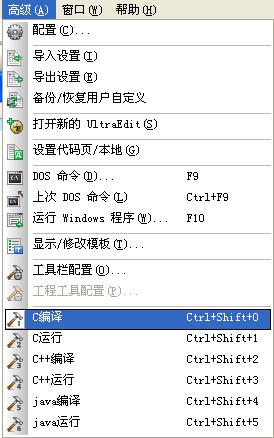 高级(A) 窗口(W) 帮助(H)
配置(C)...
导入设置(I)
导出设置(E)
备份/恢复用户自定义
打开新的 UltraEdit(S)
设置代码页/本地(G)
DOS 命令(D)... F9
上次 DOS 命令(L) Ctrl+F9
运行 Windows 程序(W)... F10
显示/修改模板(T)...
工具栏配置(O)...
工程工具配置(P)...
C编译 Ctrl+Shift+0
C运行 Ctrl+Shift+1
C++编译 Ctrl+Shift+2
C++运行 Ctrl+Shift+3
java编译 Ctrl+Shift+4
java运行 Ctrl+Shift+5